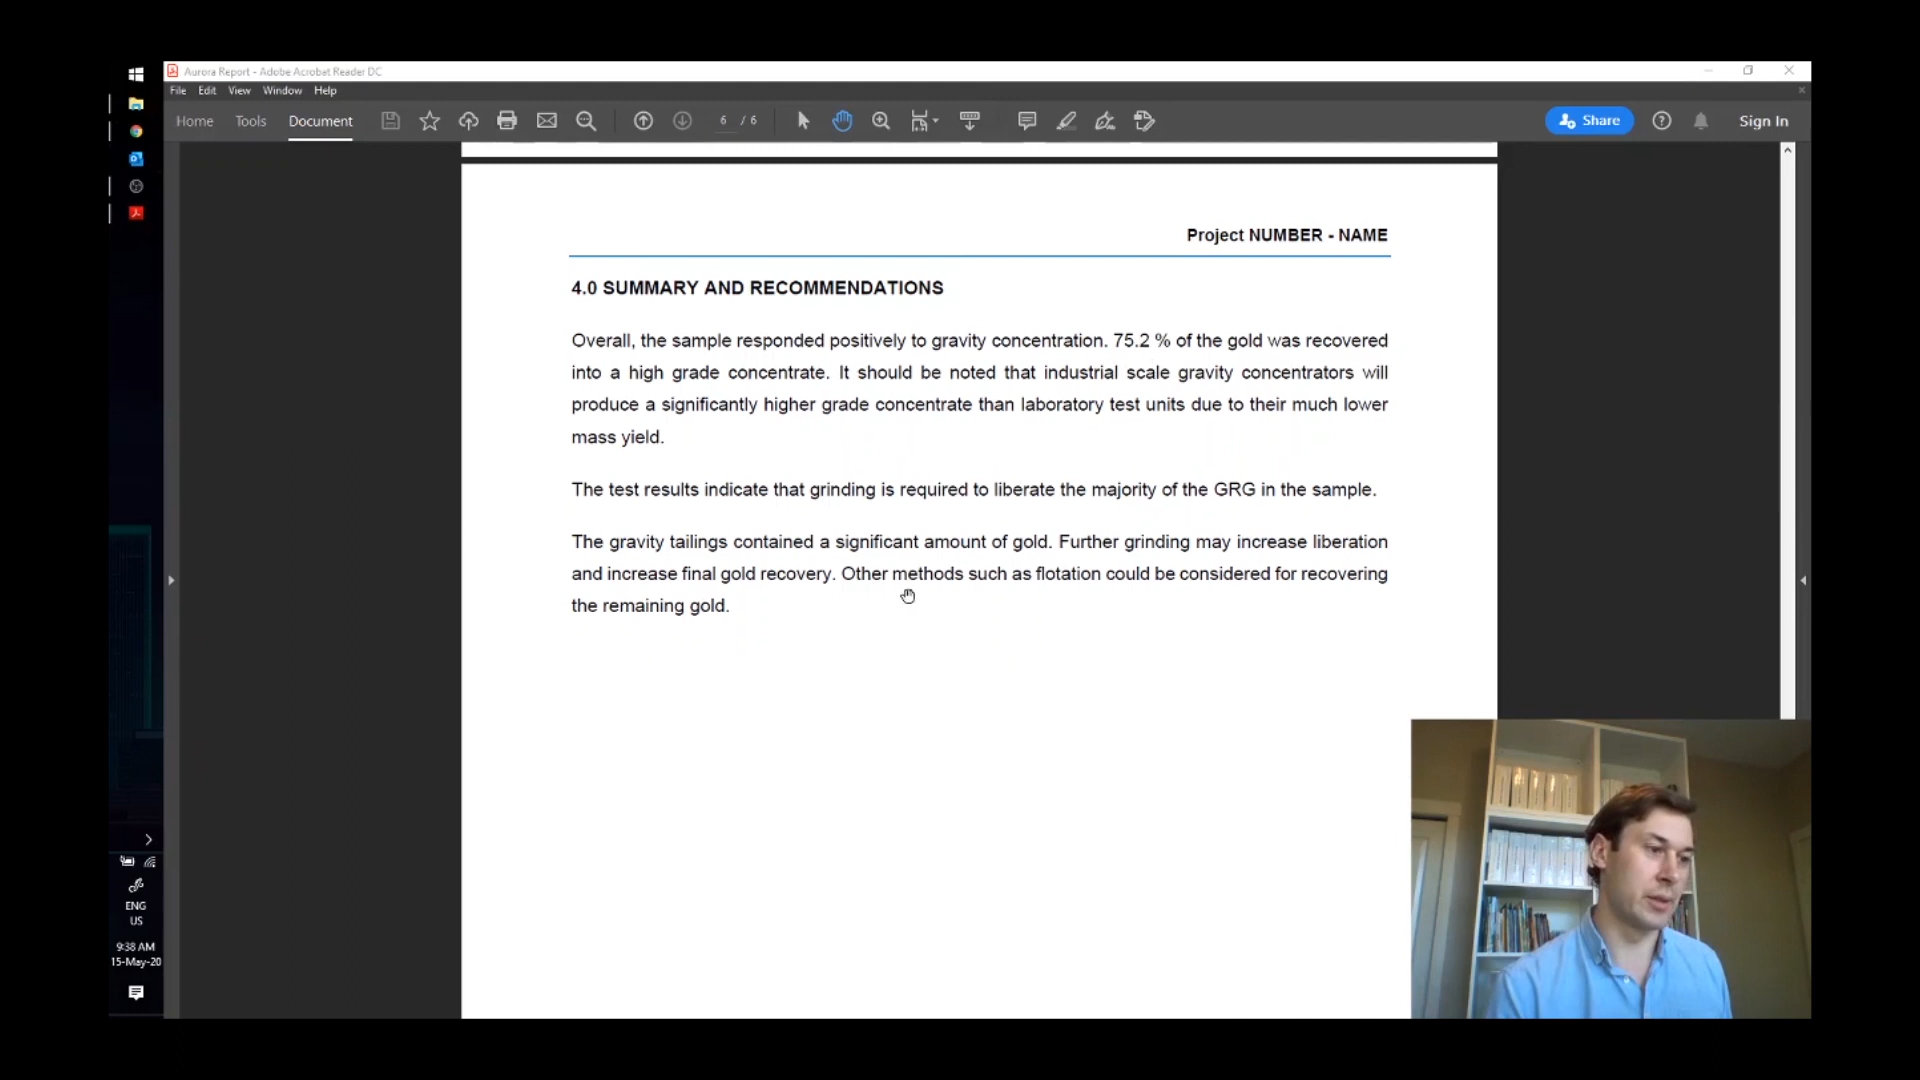 Aurora Report - Adobe Acrobat Reader DC
File Edit View Window Help
Home Tools Document 6 / 6 Share Sign In
Project NUMBER - NAME
4.0 SUMMARY AND RECOMMENDATIONS
Overall, the sample responded positively to gravity concentration. 75.2 % of the gold was recovered
into a high grade concentrate. It should be noted that industrial scale gravity concentrators will
produce a significantly higher grade concentrate than laboratory test units due to their much lower
mass yield.
The test results indicate that grinding is required to liberate the majority of the GRG in the sample.
The gravity tailings contained a significant amount of gold. Further grinding may increase liberation
and increase final gold recovery. Other methods such as flotation could be considered for recovering
the remaining gold.
ENG
US
9:38 AM
15-May-20